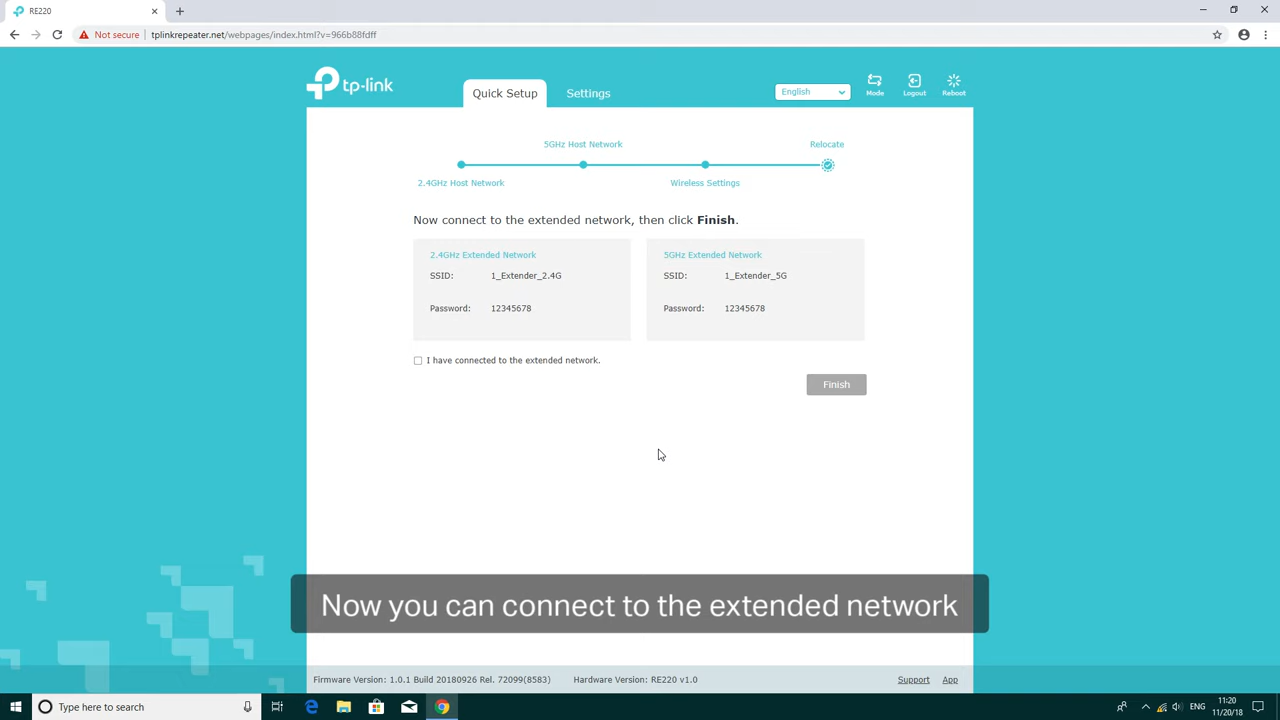 RE220
Not secure
tplinkrepeater.net/webpages/index.html?v=966b88fdff
tp-link
Quick Setup
Settings
English
Mode
Logout
Reboot
5GHz Host Network
Relocate
2.4GHz Host Network
Wireless Settings
Now connect to the extended network, then click Finish.
2.4GHz Extended Network
SSID: 1_Extender_2.4G
Password: 12345678
5GHz Extended Network
SSID: 1_Extender_5G
Password: 12345678
I have connected to the extended network.
Finish
Now you can connect to the extended network
Firmware Version: 1.0.1 Build 20180926 Rel. 72099(8583)
Hardware Version: RE220 v1.0
Support
App
Type here to search
ENG
11:20
11/20/18